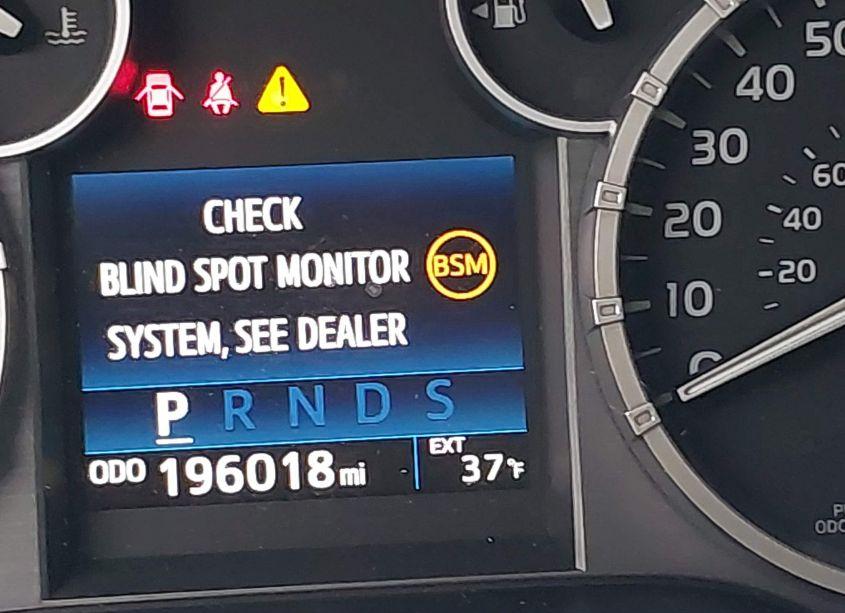 CHECK
BLIND SPOT MONITOR BSM
SYSTEM, SEE DEALER
P R N D S
ODO 196018 mi
EXT
37°F
50
40
30
20
10
0
60
40
20